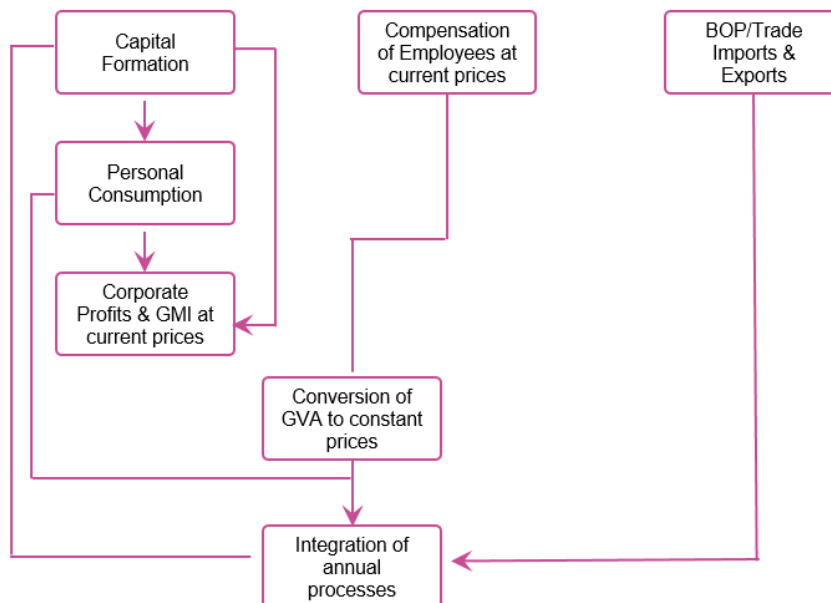 Capital
Formation
Compensation
of Employees at
current prices
BOP/Trade
Imports &
Exports
Personal
Consumption
Corporate
Profits & GMI at
current prices
Conversion of
GVA to constant
prices
Integration of
annual
processes